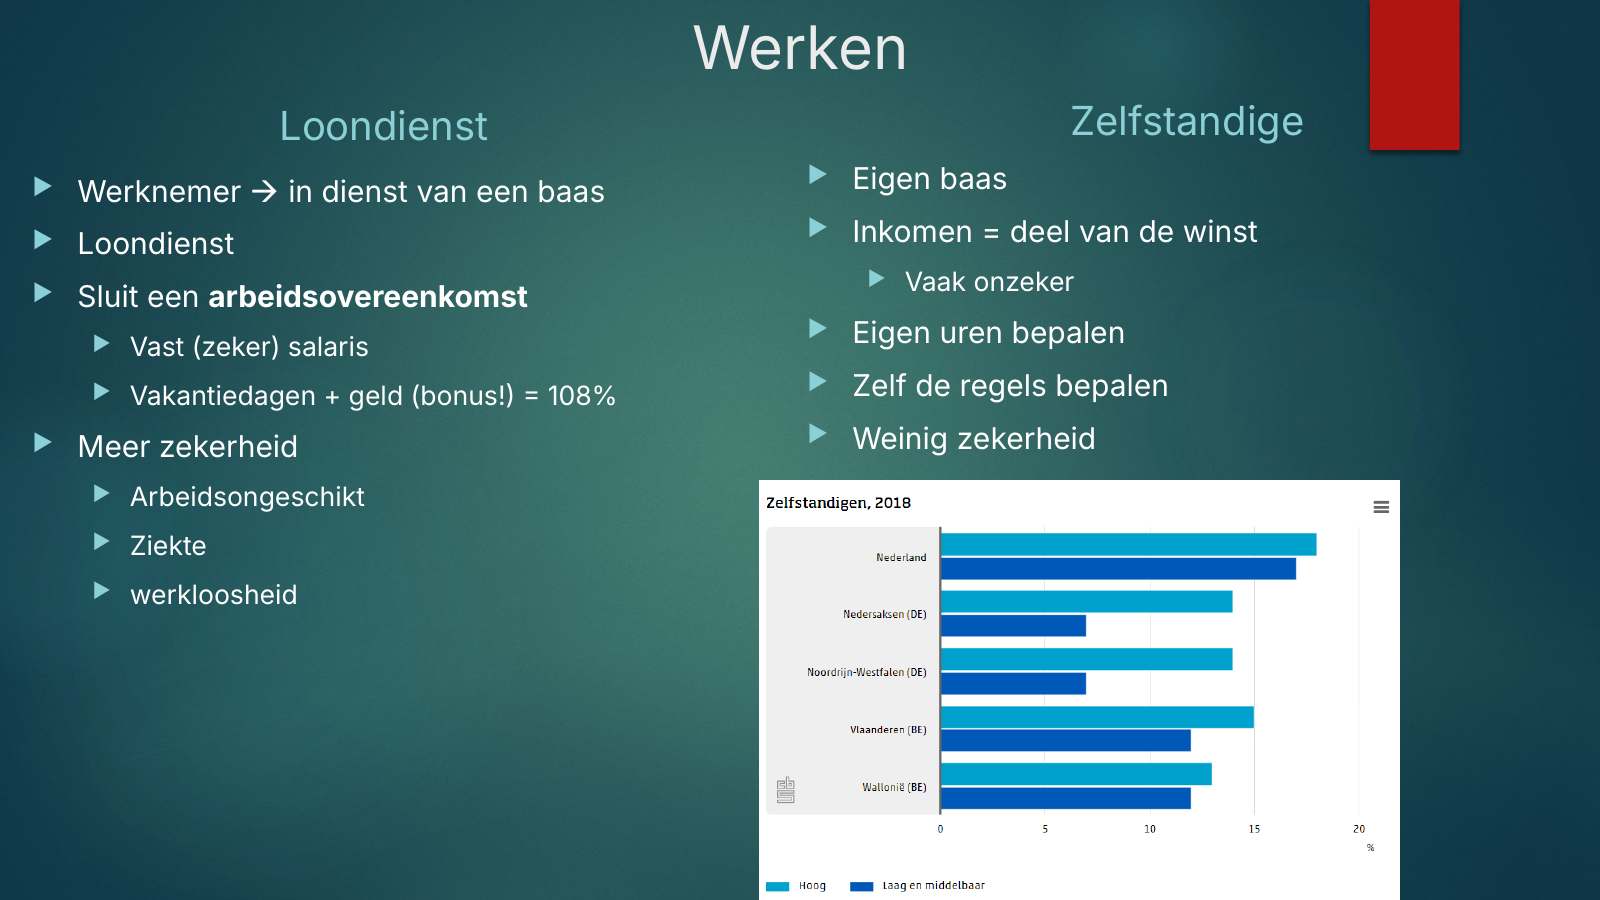 Werken
Loondienst
Werknemer → in dienst van een baas
Loondienst
Sluit een arbeidsovereenkomst
Vast (zeker) salaris
Vakantiedagen + geld (bonus!) = 108%
Meer zekerheid
Arbeidsongeschikt
Ziekte
werkloosheid
Zelfstandige
Eigen baas
Inkomen = deel van de winst
Vaak onzeker
Eigen uren bepalen
Zelf de regels bepalen
Weinig zekerheid
Zelfstandigen, 2018
Nederland
Nedersaksen (DE)
Noordrijn-Westfalen (DE)
Vlaanderen (BE)
Wallonië (BE)
0 5 10 15 20
%
Hoog Laag en middelbaar